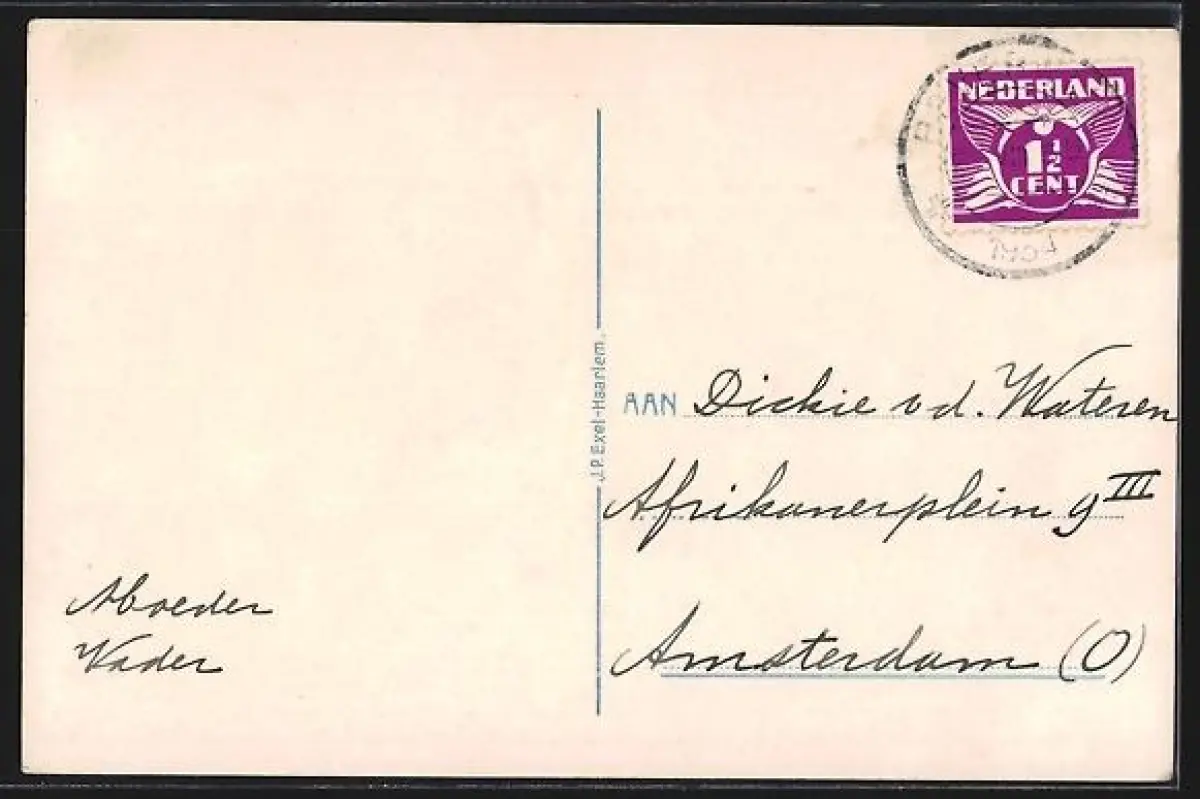 NEDERLAND
1 1/2
CENT
J.P. Exel-Haarlem.
AAN Dickie v d. Wateren
Afrikanerplein 9 III
Amsterdam (O)
Moeder
Vader